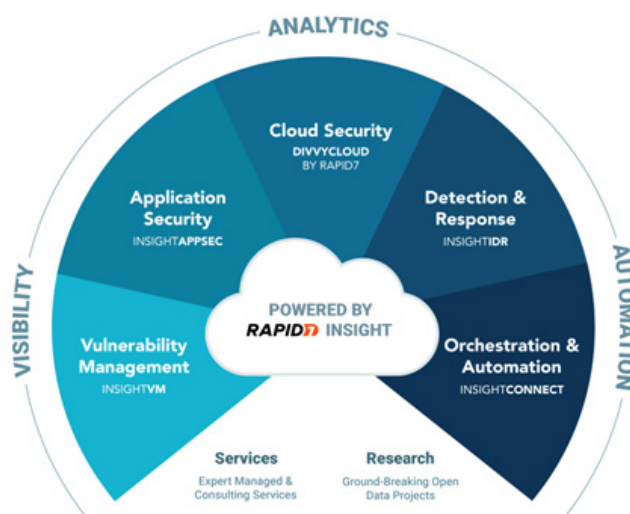 ANALYTICS
VISIBILITY
AUTOMATION
Cloud Security
DIVVYCLOUD
BY RAPID7
Application
Security
INSIGHTAPPSEC
Detection &
Response
INSIGHTIDR
Vulnerability
Management
INSIGHTVM
POWERED BY
RAPID7 INSIGHT
Orchestration &
Automation
INSIGHTCONNECT
Services
Expert Managed &
Consulting Services
Research
Ground-Breaking Open
Data Projects